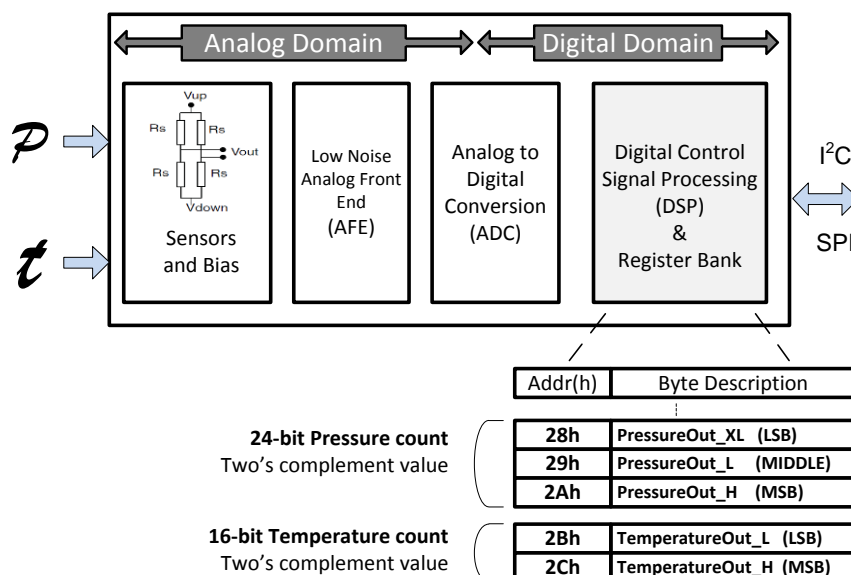 Analog Domain
Digital Domain
P
t
Vup
Rs
Rs
Vout
Rs
Rs
Vdown
Sensors
and Bias
Low Noise
Analog Front
End
(AFE)
Analog to
Digital
Conversion
(ADC)
Digital Control
Signal Processing
(DSP)
&
Register Bank
I²C
SPI
Addr(h)
Byte Description
24-bit Pressure count
Two's complement value
28h
PressureOut_XL (LSB)
29h
PressureOut_L (MIDDLE)
2Ah
PressureOut_H (MSB)
16-bit Temperature count
Two's complement value
2Bh
TemperatureOut_L (LSB)
2Ch
TemperatureOut_H (MSB)